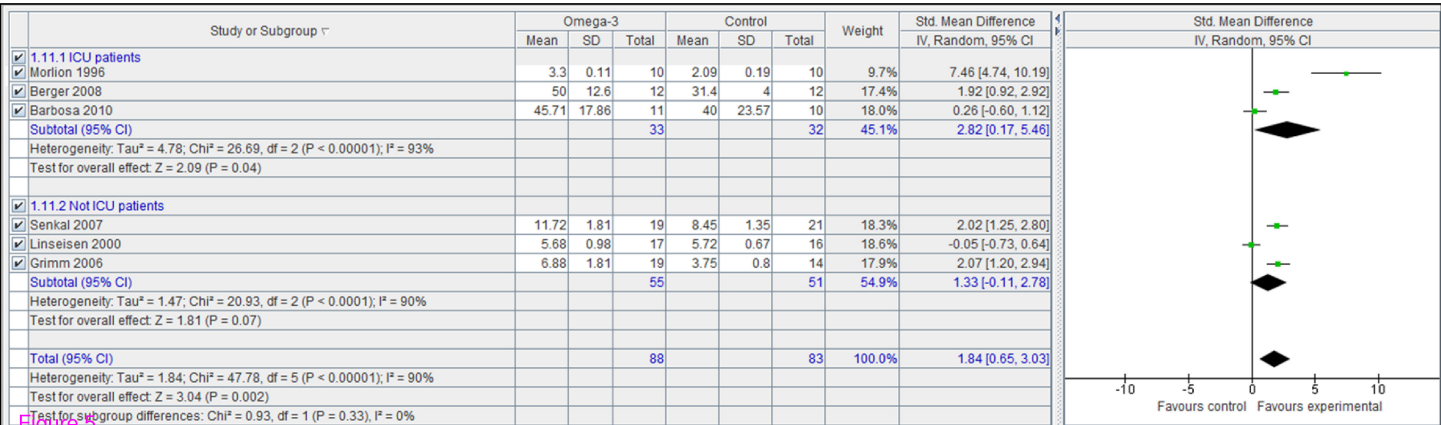 Study or Subgroup Omega-3 Control Weight Std. Mean Difference Std. Mean Difference
Mean SD Total Mean SD Total IV, Random, 95% CI IV, Random, 95% CI
1.11.1 ICU patients
Morlion 1996 3.3 0.11 10 2.09 0.19 10 9.7% 7.46 [4.74, 10.19]
Berger 2008 50 12.6 12 31.4 4 12 17.4% 1.92 [0.92, 2.92]
Barbosa 2010 45.71 17.86 11 40 23.57 10 18.0% 0.26 [-0.60, 1.12]
Subtotal (95% CI) 33 32 45.1% 2.82 [0.17, 5.46]
Heterogeneity: Tau² = 4.78; Chi² = 26.69, df = 2 (P < 0.00001); I² = 93%
Test for overall effect: Z = 2.09 (P = 0.04)
1.11.2 Not ICU patients
Senkal 2007 11.72 1.81 19 8.45 1.35 21 18.3% 2.02 [1.25, 2.80]
Linseisen 2000 5.68 0.98 17 5.72 0.67 16 18.6% -0.05 [-0.73, 0.64]
Grimm 2006 6.88 1.81 19 3.75 0.8 14 17.9% 2.07 [1.20, 2.94]
Subtotal (95% CI) 55 51 54.9% 1.33 [-0.11, 2.78]
Heterogeneity: Tau² = 1.47; Chi² = 20.93, df = 2 (P < 0.0001); I² = 90%
Test for overall effect: Z = 1.81 (P = 0.07)
Total (95% CI) 88 83 100.0% 1.84 [0.65, 3.03]
Heterogeneity: Tau² = 1.84; Chi² = 47.78, df = 5 (P < 0.00001); I² = 90%
Test for overall effect: Z = 3.04 (P = 0.002)
Test for subgroup differences: Chi² = 0.93, df = 1 (P = 0.33), I² = 0%
-10 -5 0 5 10
Favours control Favours experimental
Figure 5